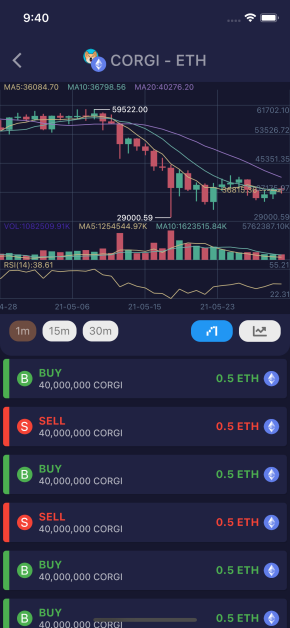 9:40
CORGI - ETH
MA5:36084.70 MA10:36798.56 MA20:40276.20
59522.00
61702.10
53526.72
45351.35
36815.38
29000.59
29000.59
VOL:1082509.91K MA5:1254544.97K MA10:1623515.84K 5762387.10K
RSI(14):38.61
55.21
22.31
4-28 21-05-06 21-05-15 21-05-23
1m 15m 30m
B BUY 0.5 ETH
40,000,000 CORGI
S SELL 0.5 ETH
40,000,000 CORGI
B BUY 0.5 ETH
40,000,000 CORGI
S SELL 0.5 ETH
40,000,000 CORGI
B BUY 0.5 ETH
40,000,000 CORGI
B BUY 0.5 ETH
40,000,000 CORGI